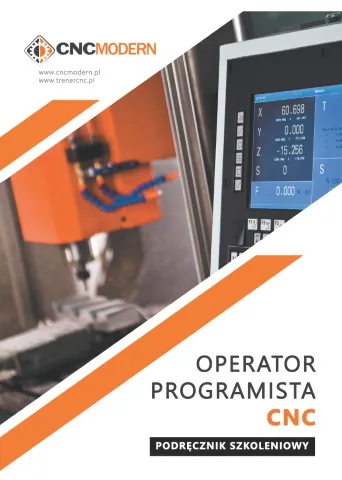 CNCMODERN
www.cncmodern.pl
www.trenercnc.pl
X 60.698
Y 0.000
Z -15.256
S 0
F 0.000 %
T
S
OPERATOR
PROGRAMISTA
CNC
PODRĘCZNIK SZKOLENIOWY